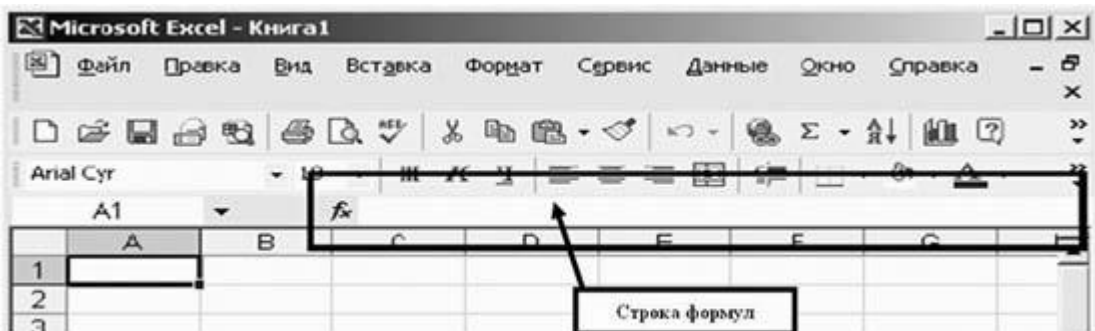 Microsoft Excel - Книга1
Файл Правка Вид Вставка Формат Сервис Данные Окно Справка
Arial Cyr 10 Ж К Ч
A1 fx
A B C D E F G
1
2
3
Строка формул